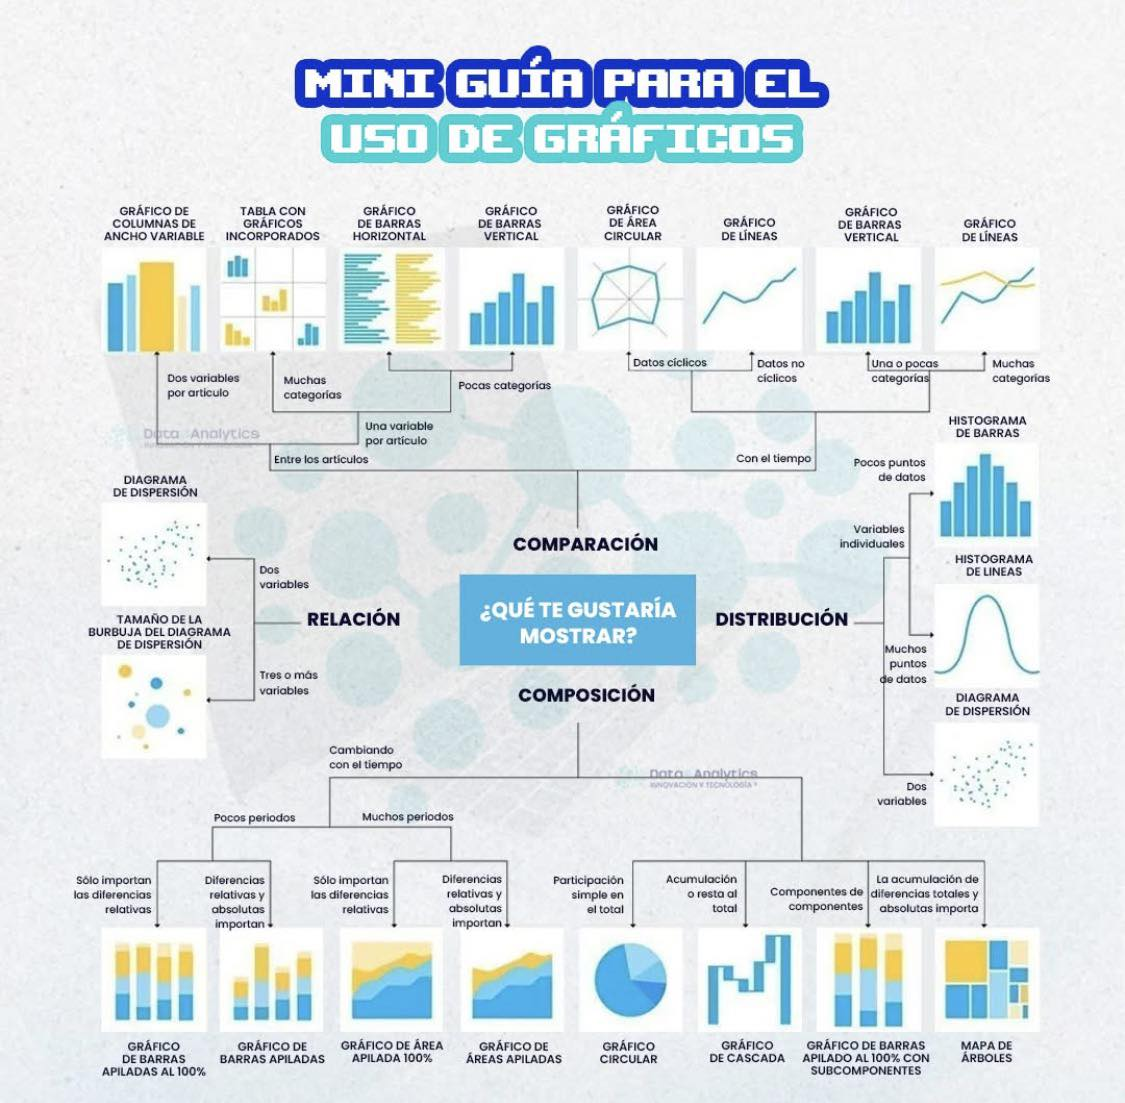 MINI GUÍA PARA EL
USO DE GRÁFICOS
GRÁFICO DE
COLUMNAS DE
ANCHO VARIABLE
TABLA CON
GRÁFICOS
INCORPORADOS
GRÁFICO
DE BARRAS
HORIZONTAL
GRÁFICO
DE BARRAS
VERTICAL
GRÁFICO
DE ÁREA
CIRCULAR
GRÁFICO
DE LÍNEAS
GRÁFICO
DE BARRAS
VERTICAL
GRÁFICO
DE LÍNEAS
Dos variables
por artículo
Muchas
categorías
Pocas categorías
Datos cíclicos
Datos no
cíclicos
Una o pocas
categorías
Muchas
categorías
Una variable
por artículo
Data Analytics
Entre los artículos
Con el tiempo
COMPARACIÓN
¿QUÉ TE GUSTARÍA
MOSTRAR?
RELACIÓN
DIAGRAMA
DE DISPERSIÓN
Dos
variables
TAMAÑO DE LA
BURBUJA DEL DIAGRAMA
DE DISPERSIÓN
Tres o más
variables
DISTRIBUCIÓN
HISTOGRAMA
DE BARRAS
Pocos puntos
de datos
Variables
individuales
HISTOGRAMA
DE LINEAS
Muchos
puntos
de datos
DIAGRAMA
DE DISPERSIÓN
Dos
variables
COMPOSICIÓN
Cambiando
con el tiempo
Data Analytics
INNOVACIÓN Y TECNOLOGÍA
Pocos periodos
Muchos periodos
Sólo importan
las diferencias
relativas
Diferencias
relativas y
absolutas
importan
Sólo importan
las diferencias
relativas
Diferencias
relativas y
absolutas
importan
Participación
simple en
el total
Acumulación
o resta al
total
Componentes de
componentes
La acumulación de
diferencias totales y
absolutas importa
GRÁFICO
DE BARRAS
APILADAS AL 100%
GRÁFICO DE
BARRAS APILADAS
GRÁFICO DE ÁREA
APILADA 100%
GRÁFICO DE
ÁREAS APILADAS
GRÁFICO
CIRCULAR
GRÁFICO
DE CASCADA
GRÁFICO DE BARRAS
APILADO AL 100% CON
SUBCOMPONENTES
MAPA DE
ÁRBOLES